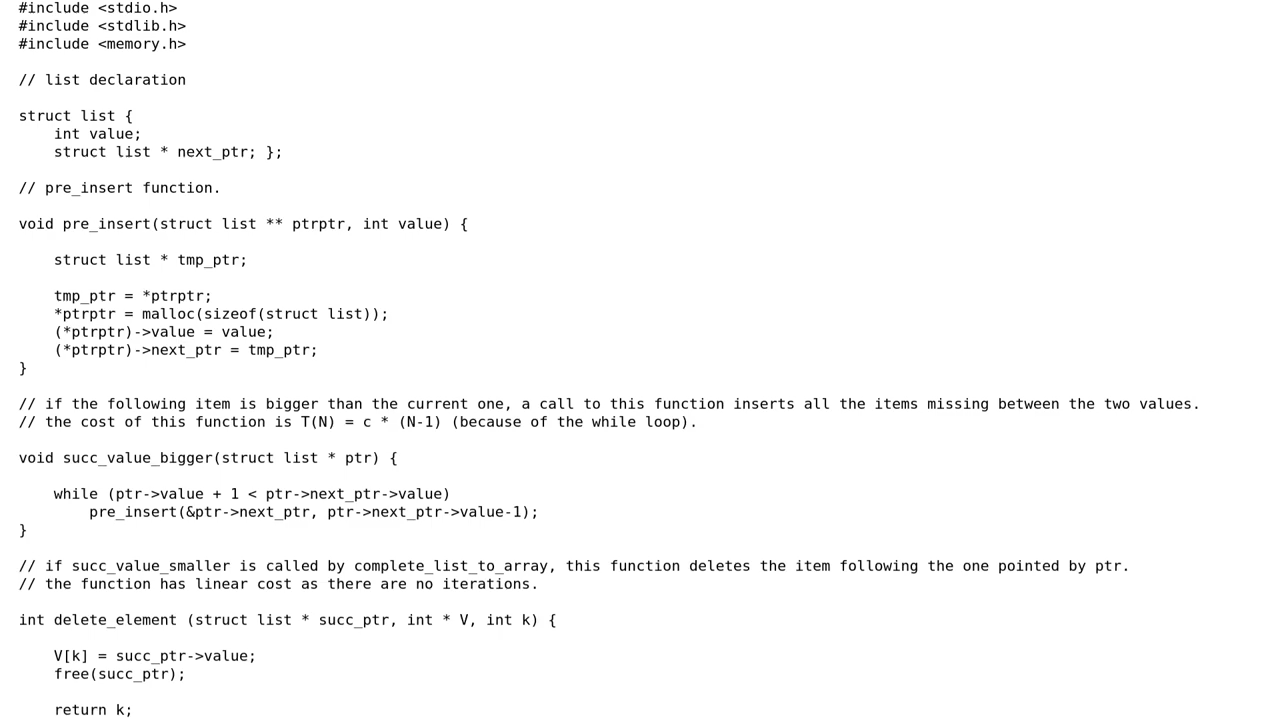 #include <stdio.h>
#include <stdlib.h>
#include <memory.h>
// list declaration
struct list {
    int value;
    struct list * next_ptr; };
// pre_insert function.
void pre_insert(struct list ** ptrptr, int value) {
    struct list * tmp_ptr;
    tmp_ptr = *ptrptr;
    *ptrptr = malloc(sizeof(struct list));
    (*ptrptr)->value = value;
    (*ptrptr)->next_ptr = tmp_ptr;
}
// if the following item is bigger than the current one, a call to this function inserts all the items missing between the two values.
// the cost of this function is T(N) = c * (N-1) (because of the while loop).
void succ_value_bigger(struct list * ptr) {
    while (ptr->value + 1 < ptr->next_ptr->value)
        pre_insert(&ptr->next_ptr, ptr->next_ptr->value-1);
}
// if succ_value_smaller is called by complete_list_to_array, this function deletes the item following the one pointed by ptr.
// the function has linear cost as there are no iterations.
int delete_element (struct list * succ_ptr, int * V, int k) {
    V[k] = succ_ptr->value;
    free(succ_ptr);
    return k;